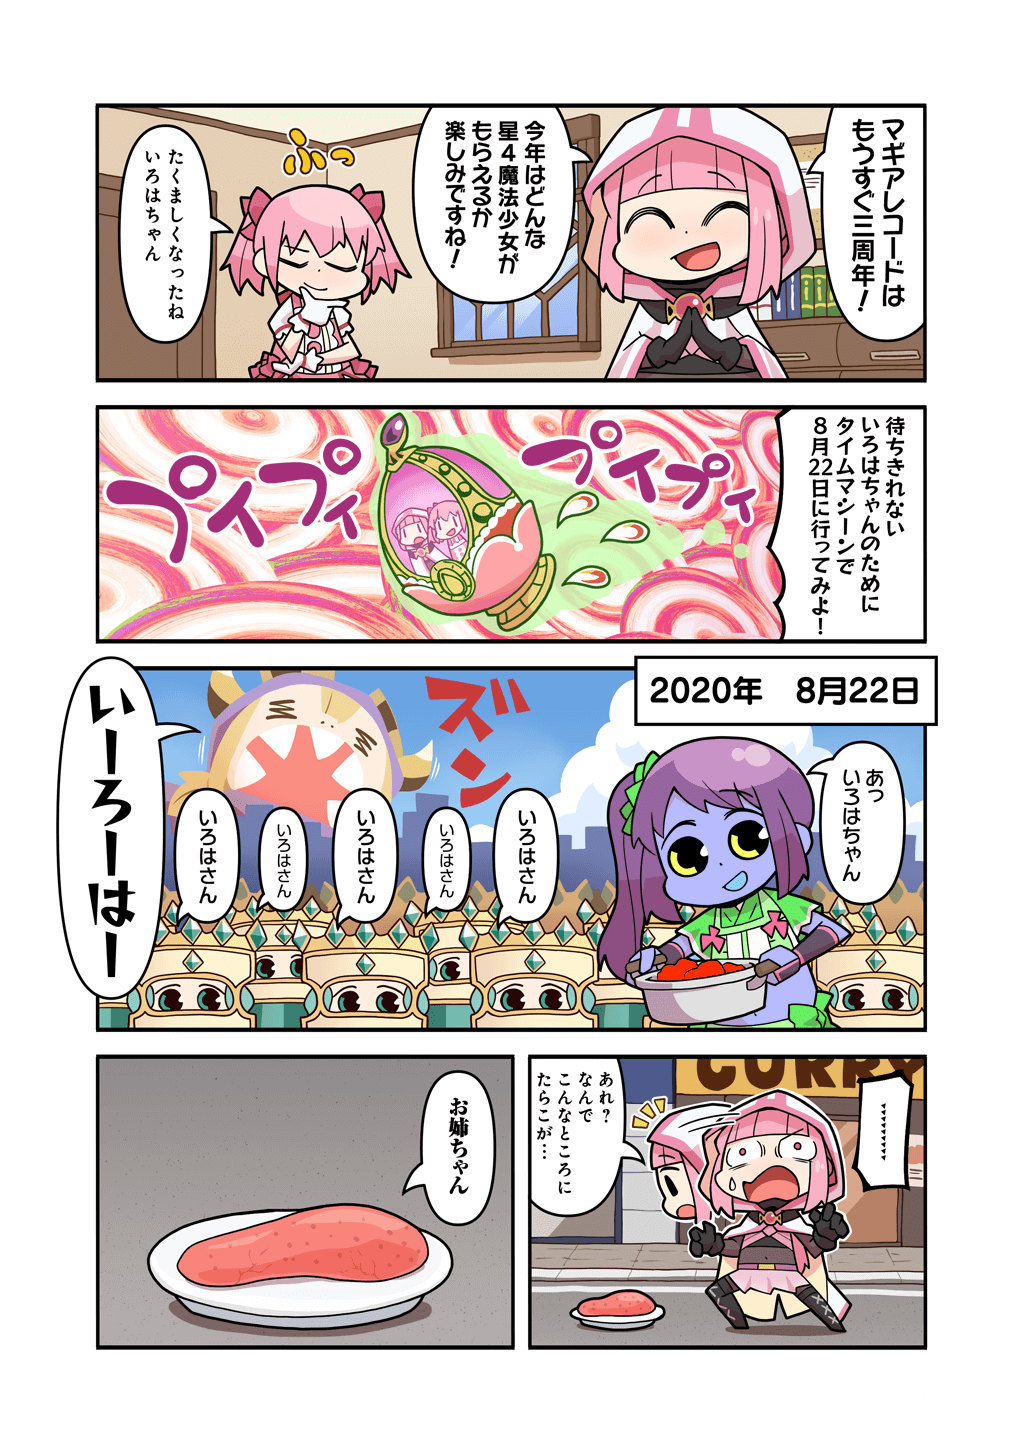 マギアレコードは
もうすぐ三周年！
今年はどんな
星4魔法少女が
もらえるか
楽しみですね！
ふっ
たくましくなったね
いろはちゃん
待ちきれない
いろはちゃんのために
タイムマシーンで
8月22日に行ってみよ！
プイプイ
プイプィ
2020年　8月22日
あっ
いろはちゃん
ズン
いろはさん
いろはさん
いろはさん
いろはさん
いろはさん
いーろーはー
CURRY
…………
あれ？
なんで
こんなところに
たらこが…
お姉ちゃん